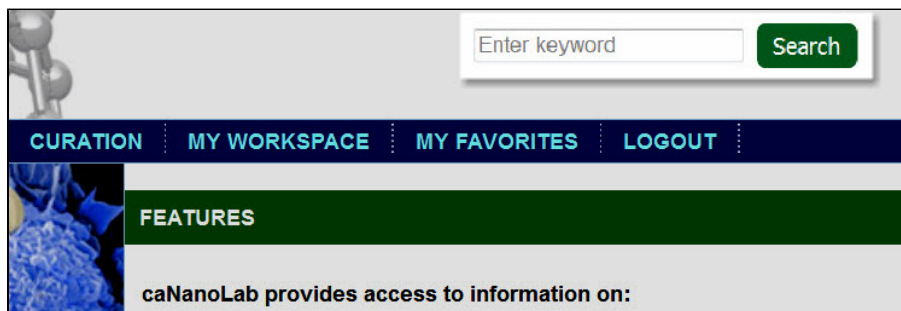 Enter keyword Search
CURATION MY WORKSPACE MY FAVORITES LOGOUT
FEATURES
caNanoLab provides access to information on: